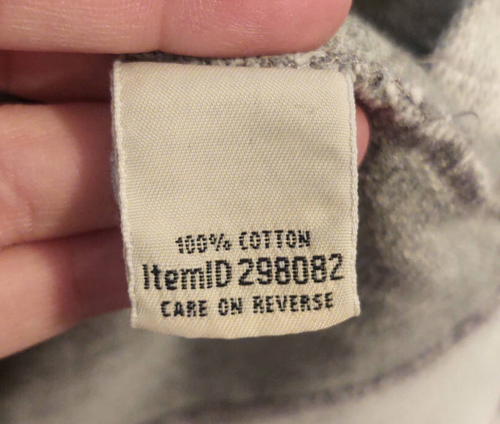 100% COTTON
ItemID 298082
CARE ON REVERSE